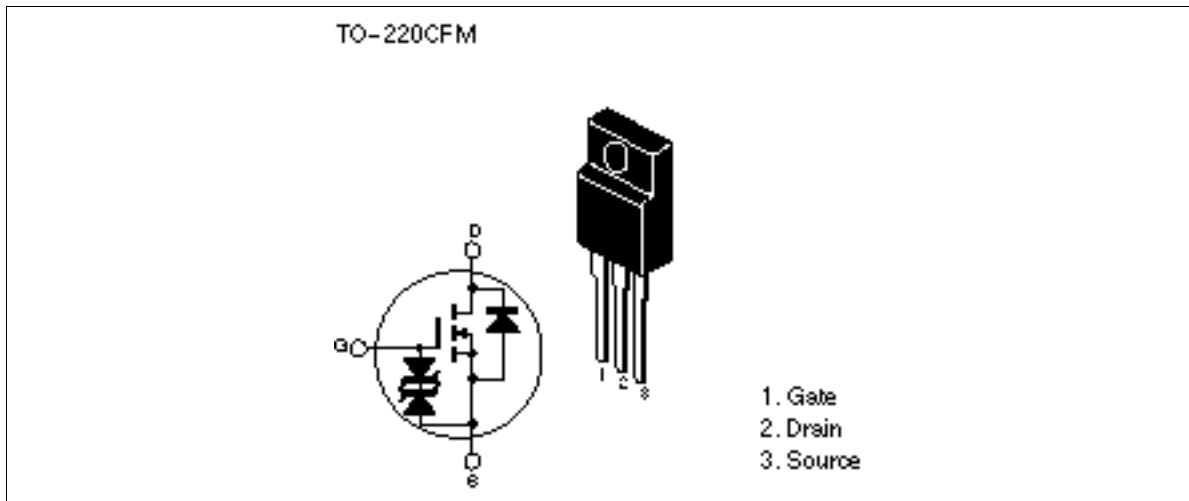 TO-220CFM
D
G
S
1
2
3
1. Gate
2. Drain
3. Source